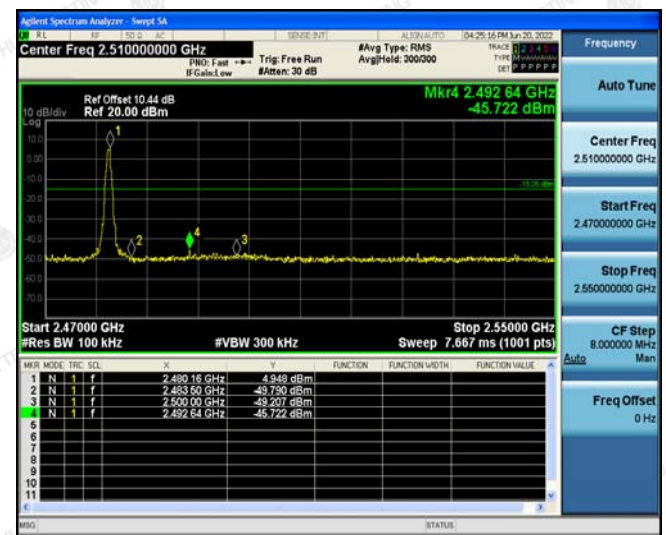 Agilent Spectrum Analyzer - Swept SA
RL RF 50 Ω AC SENSE:INT ALIGN AUTO 04:25:16 PM Jun 20, 2022
Center Freq 2.510000000 GHz
PNO: Fast
IFGain:Low
Trig: Free Run
#Atten: 30 dB
#Avg Type: RMS
Avg|Hold: 300/300
TRACE 1 2 3 4 5 6
TYPE
DET P P P P P P
Frequency
Auto Tune
Center Freq
2.510000000 GHz
Start Freq
2.470000000 GHz
Stop Freq
2.550000000 GHz
CF Step
8.000000 MHz
Auto Man
Freq Offset
0 Hz
Mkr4 2.492 64 GHz
-45.722 dBm
Ref Offset 10.44 dB
10 dB/div Ref 20.00 dBm
Log
10.0
0.00
-10.0
-20.0
-30.0
-40.0
-50.0
-60.0
-70.0
1
2
4
3
-15.05 dBm
Start 2.47000 GHz Stop 2.55000 GHz
#Res BW 100 kHz #VBW 300 kHz Sweep 7.667 ms (1001 pts)
MKR MODE TRC SCL X Y FUNCTION FUNCTION WIDTH FUNCTION VALUE
1 N 1 f 2.480 16 GHz 4.948 dBm
2 N 1 f 2.483 50 GHz -49.790 dBm
3 N 1 f 2.500 00 GHz -49.207 dBm
4 N 1 f 2.492 64 GHz -45.722 dBm
5
6
7
8
9
10
11
MSG STATUS